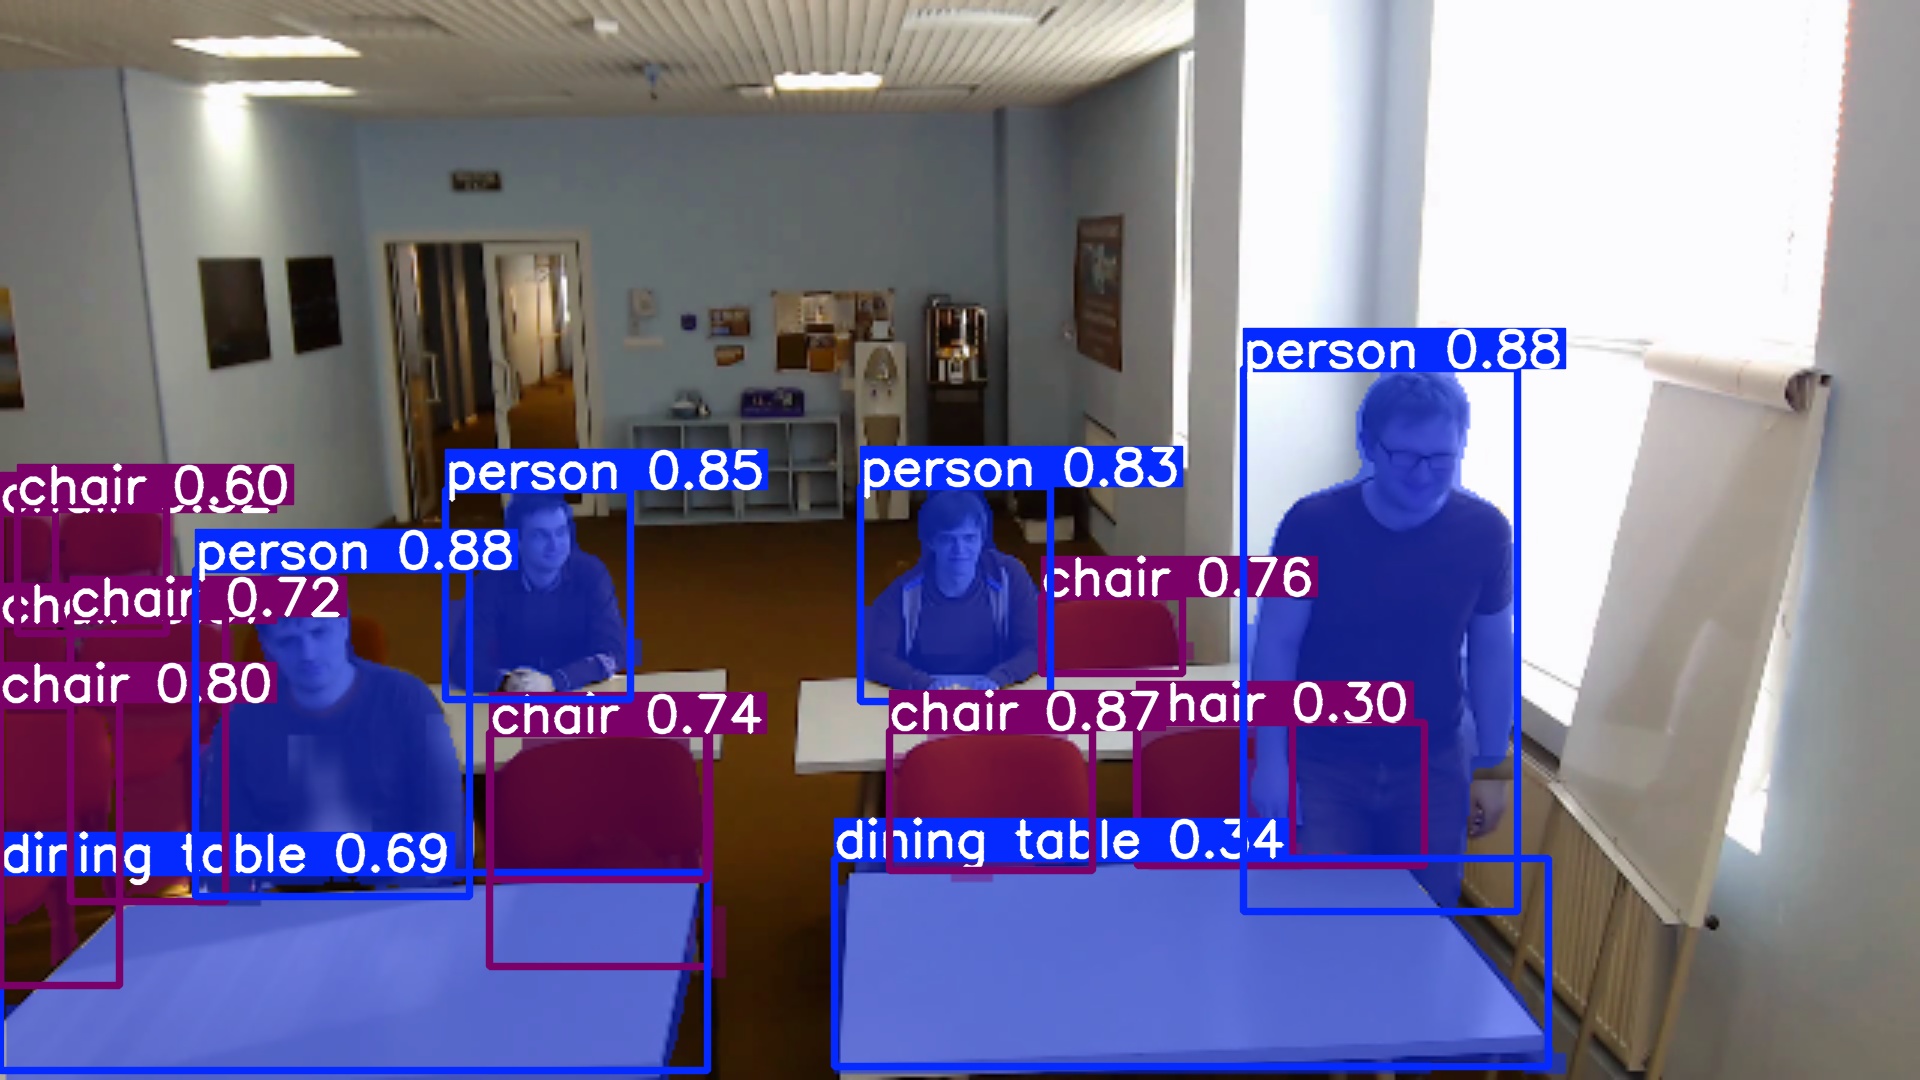 person 0.88
person 0.85
person 0.83
chair 0.60
person 0.88
chair 0.76
chair 0.72
chair 0.80
chair 0.74
chair 0.87
hair 0.30
dining table 0.69
dining table 0.34